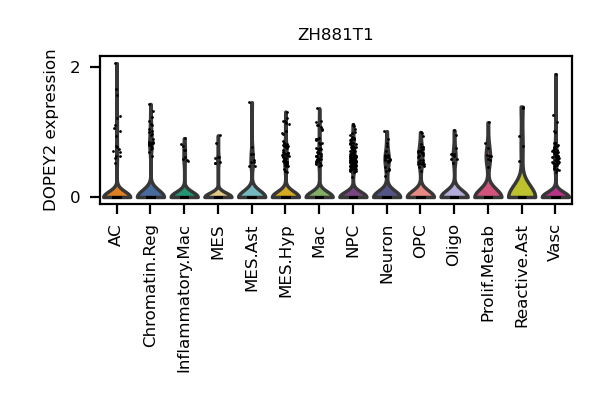 ZH881T1
DOPEY2 expression
2
0
AC
Chromatin.Reg
Inflammatory.Mac
MES
MES.Ast
MES.Hyp
Mac
NPC
Neuron
OPC
Oligo
Prolif.Metab
Reactive.Ast
Vasc